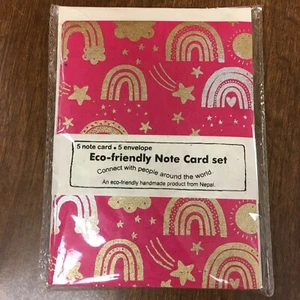 5 note card • 5 envelope
Eco-friendly Note Card set
Connect with people around the world.
An eco-friendly handmade product from Nepal.